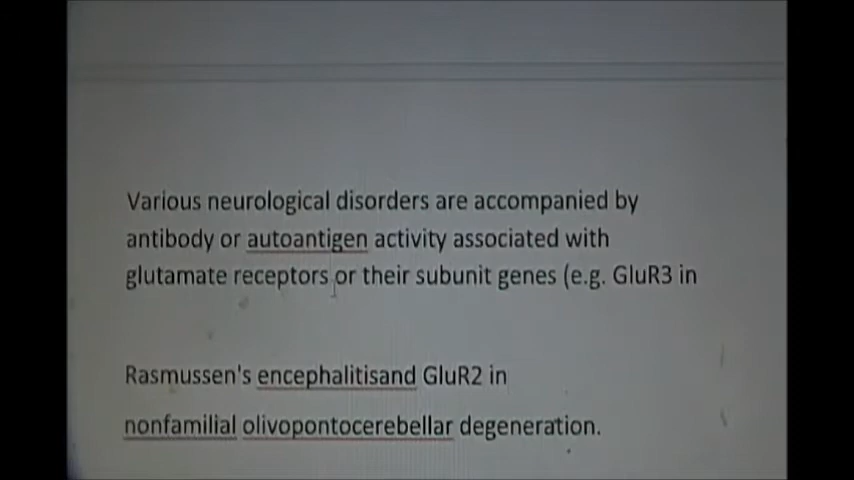 Various neurological disorders are accompanied by
antibody or autoantigen activity associated with
glutamate receptors or their subunit genes (e.g. GluR3 in
Rasmussen's encephalitisand GluR2 in
nonfamilial olivopontocerebellar degeneration.